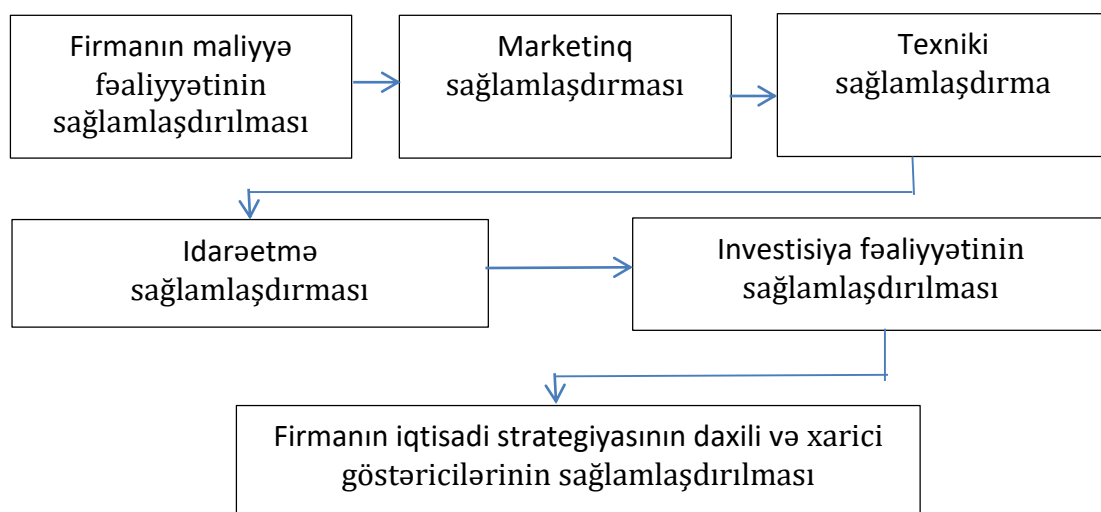 Firmanın maliyyə
fəaliyyətinin
sağlamlaşdırılması
Marketinq
sağlamlaşdırması
Texniki
sağlamlaşdırma
Idarəetmə
sağlamlaşdırması
Investisiya fəaliyyətinin
sağlamlaşdırılması
Firmanın iqtisadi strategiyasının daxili və xarici
göstəricilərinin sağlamlaşdırılması